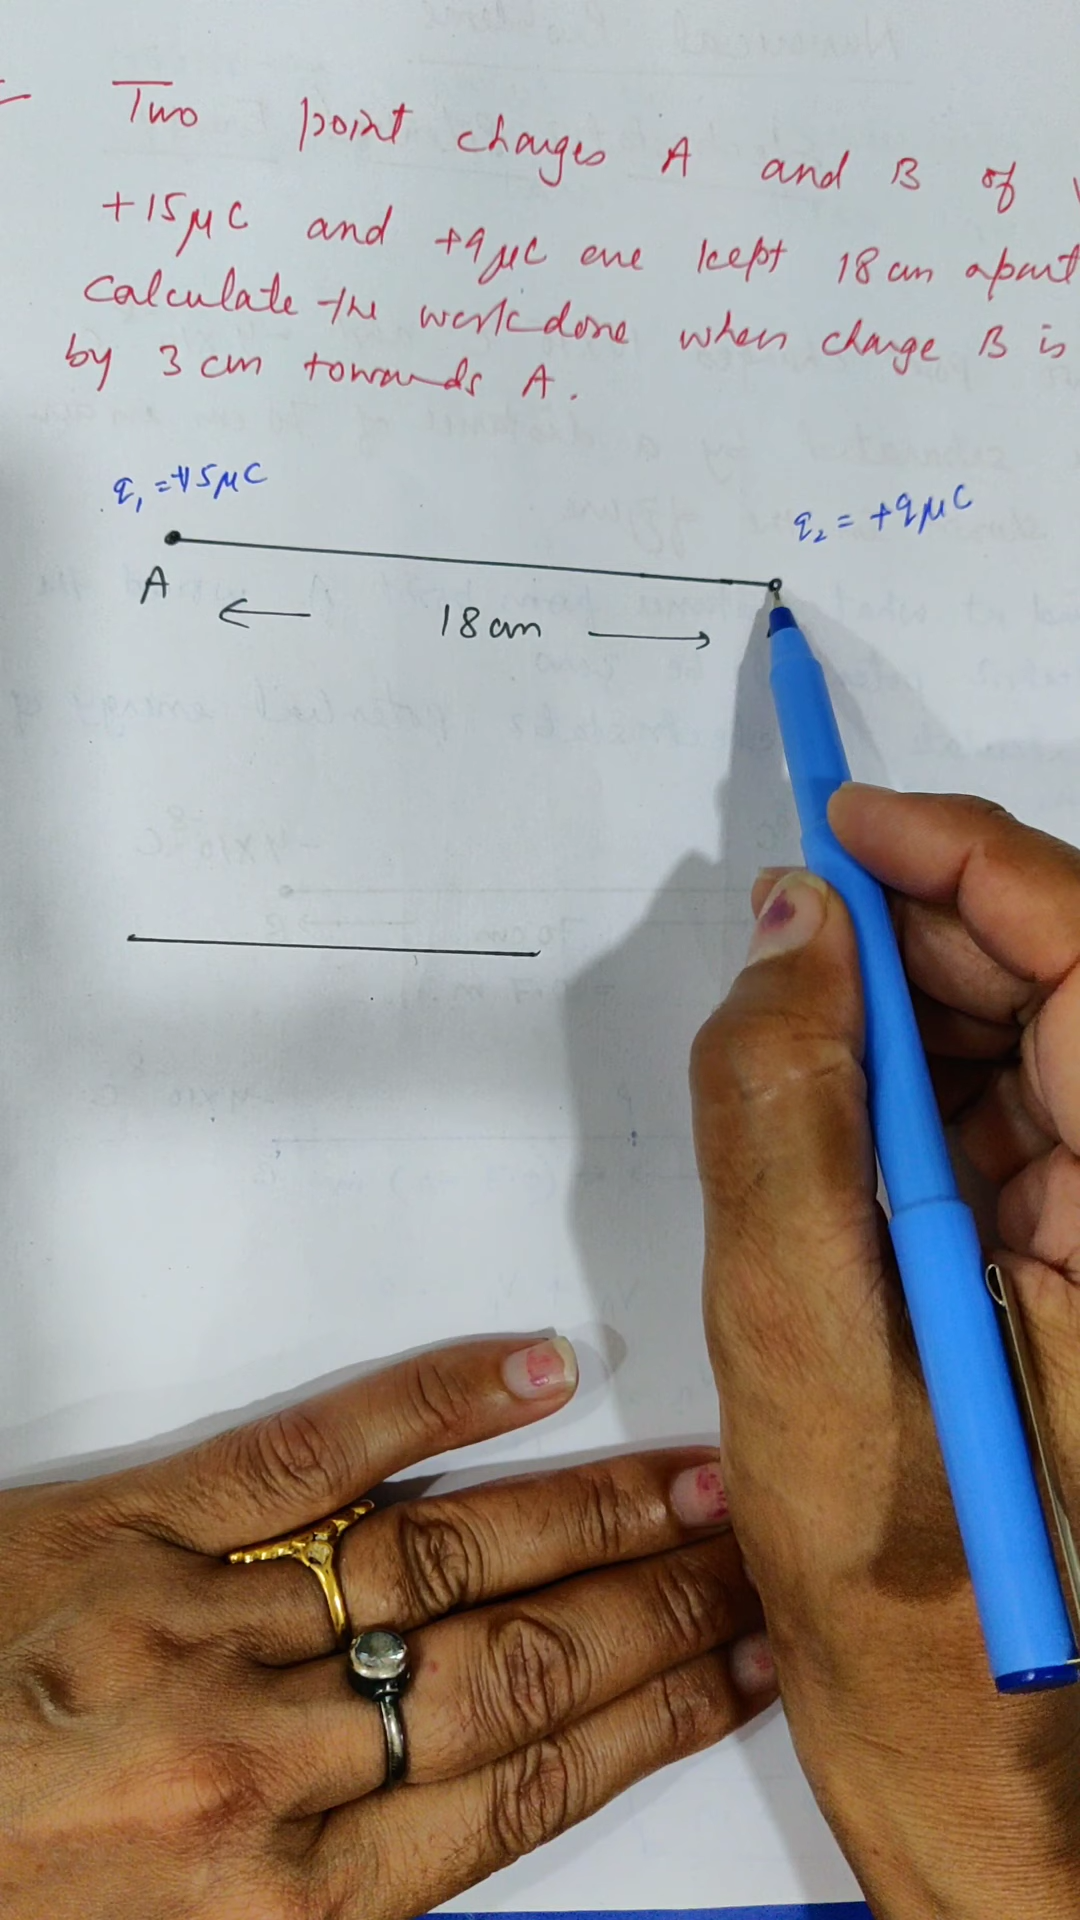 Two point charges A and B of
+15μC and +9μC are kept 18 cm apart
Calculate the work done when charge B is
by 3 cm towards A.
q₁ = +15μC
q₂ = +9μC
A
← 18 cm →